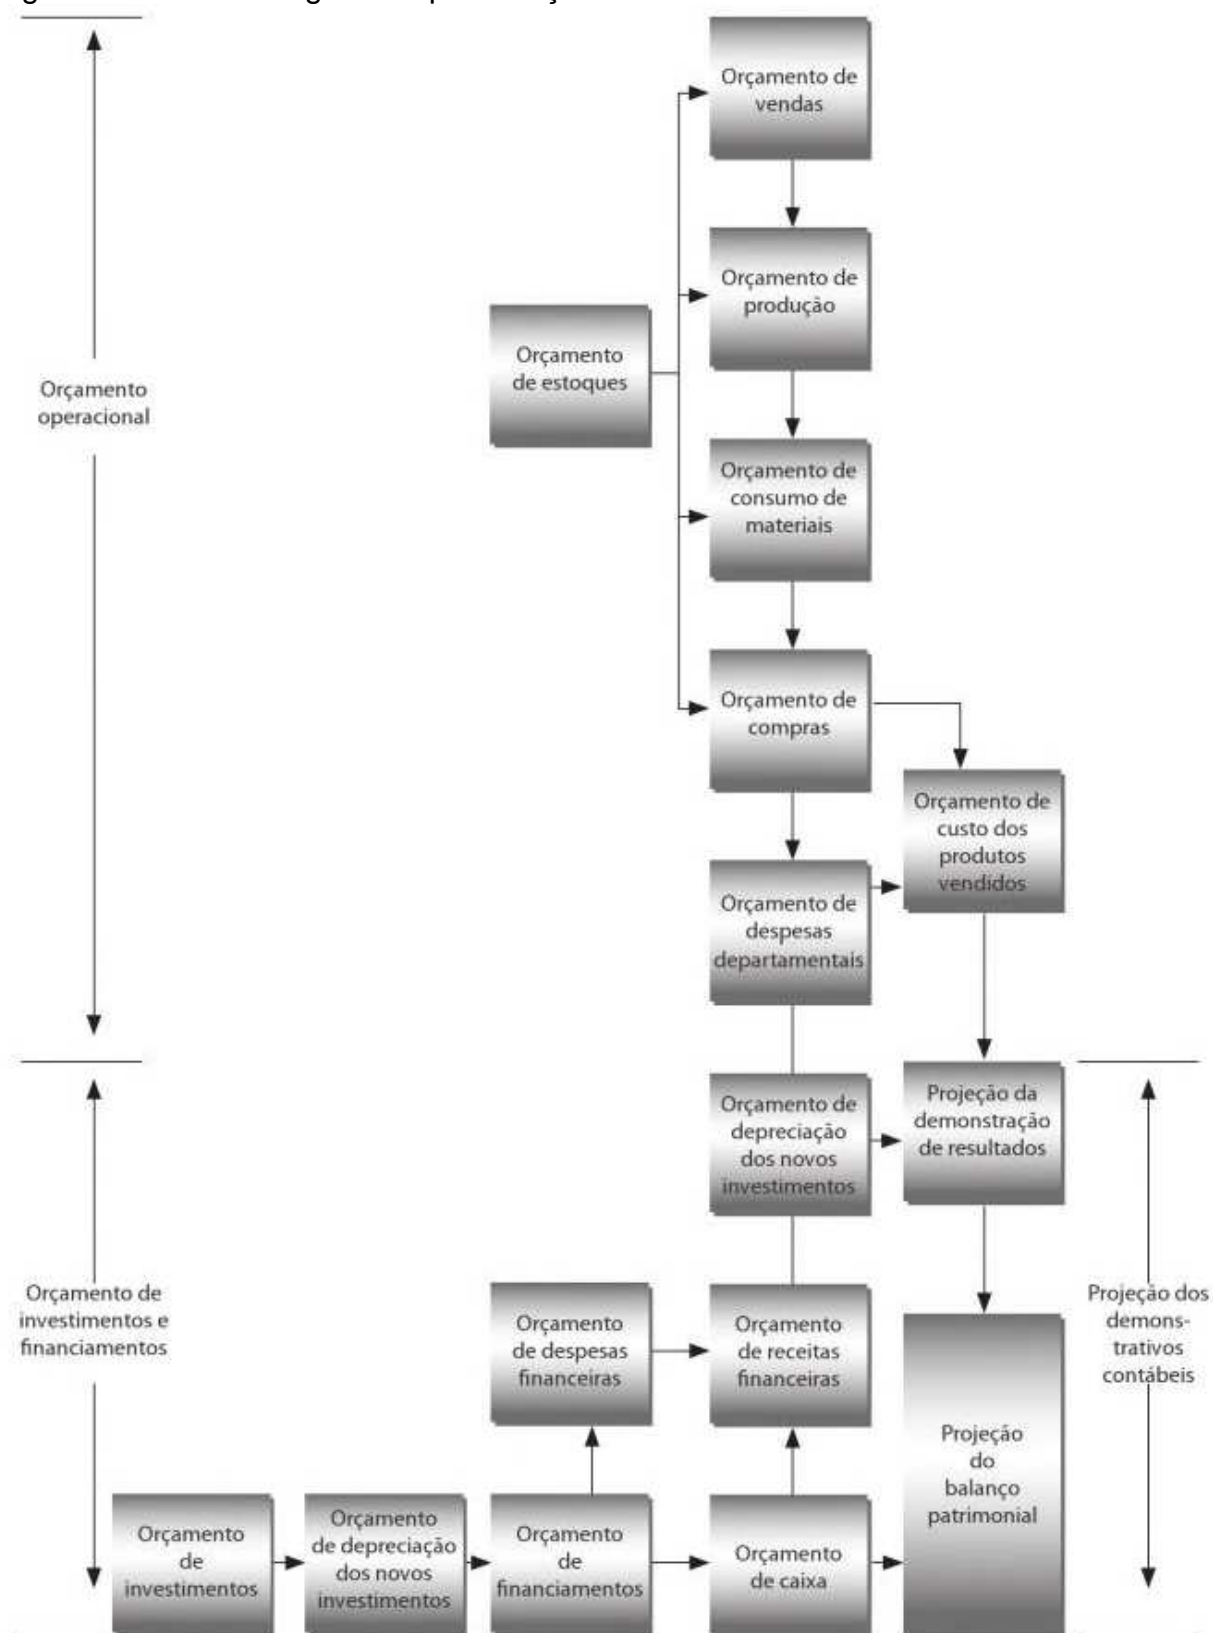 Orçamento de
vendas
Orçamento de
produção
Orçamento
de estoques
Orçamento
operacional
Orçamento de
consumo de
materiais
Orçamento de
compras
Orçamento de
custo dos
produtos
vendidos
Orçamento de
despesas
departamentais
Orçamento de
depreciação
dos novos
investimentos
Projeção da
demonstração
de resultados
Orçamento de
investimentos e
financiamentos
Orçamento
de despesas
financeiras
Orçamento
de receitas
financeiras
Projeção dos
demons-
trativos
contábeis
Projeção
do
balanço
patrimonial
Orçamento
de
investimentos
Orçamento
de depreciação
dos novos
investimentos
Orçamento
de
financiamentos
Orçamento
de caixa